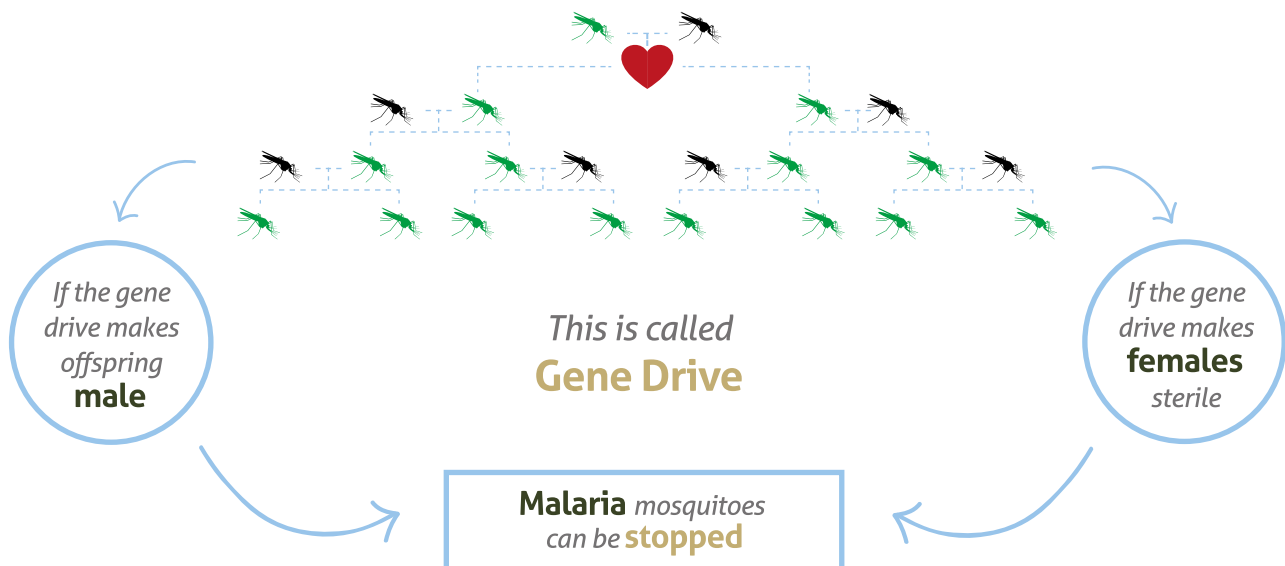 If the gene
drive makes
offspring
male
This is called
Gene Drive
If the gene
drive makes
females
sterile
Malaria mosquitoes
can be stopped